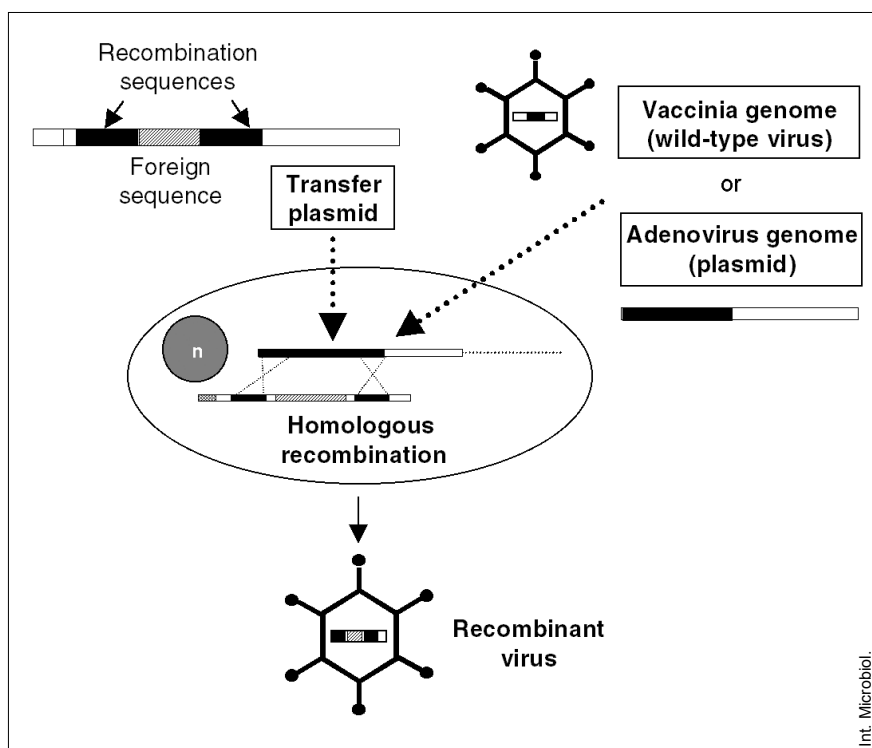 Recombination
sequences
Foreign
sequence
Transfer
plasmid
Vaccinia genome
(wild-type virus)
or
Adenovirus genome
(plasmid)
n
Homologous
recombination
Recombinant
virus
Int. Microbiol.